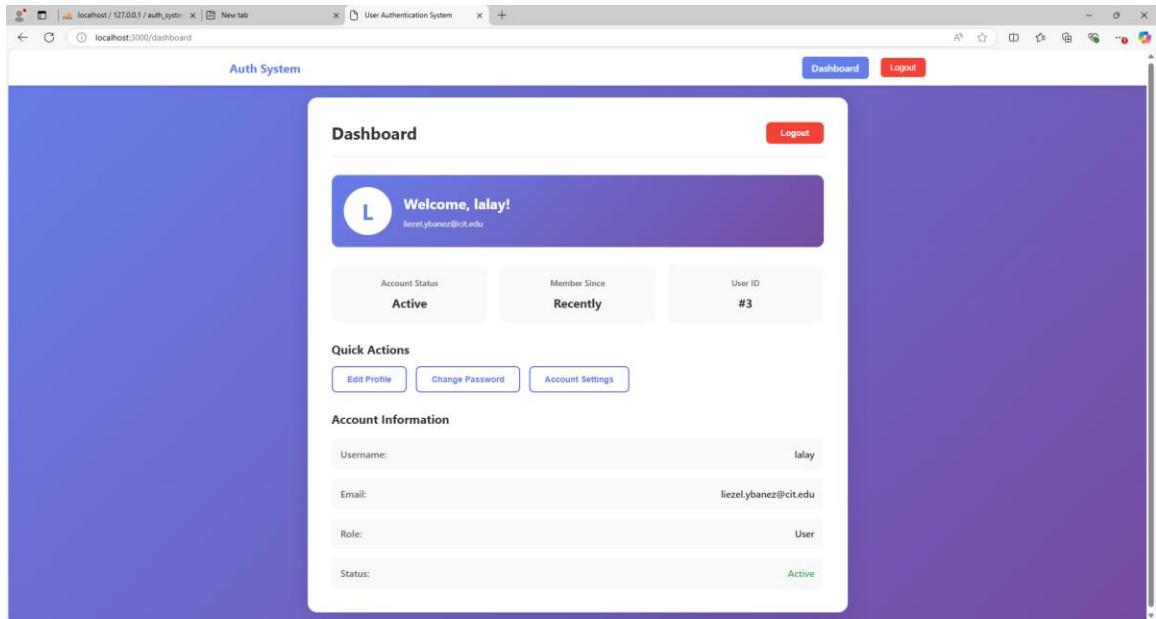 localhost / 127.0.0.1 / auth_syste
New tab
User Authentication System
localhost:3000/dashboard
Auth System
Dashboard
Logout
Dashboard
Logout
L
Welcome, lalay!
liezel.ybanez@cit.edu
Account Status
Active
Member Since
Recently
User ID
#3
Quick Actions
Edit Profile
Change Password
Account Settings
Account Information
Username: lalay
Email: liezel.ybanez@cit.edu
Role: User
Status: Active